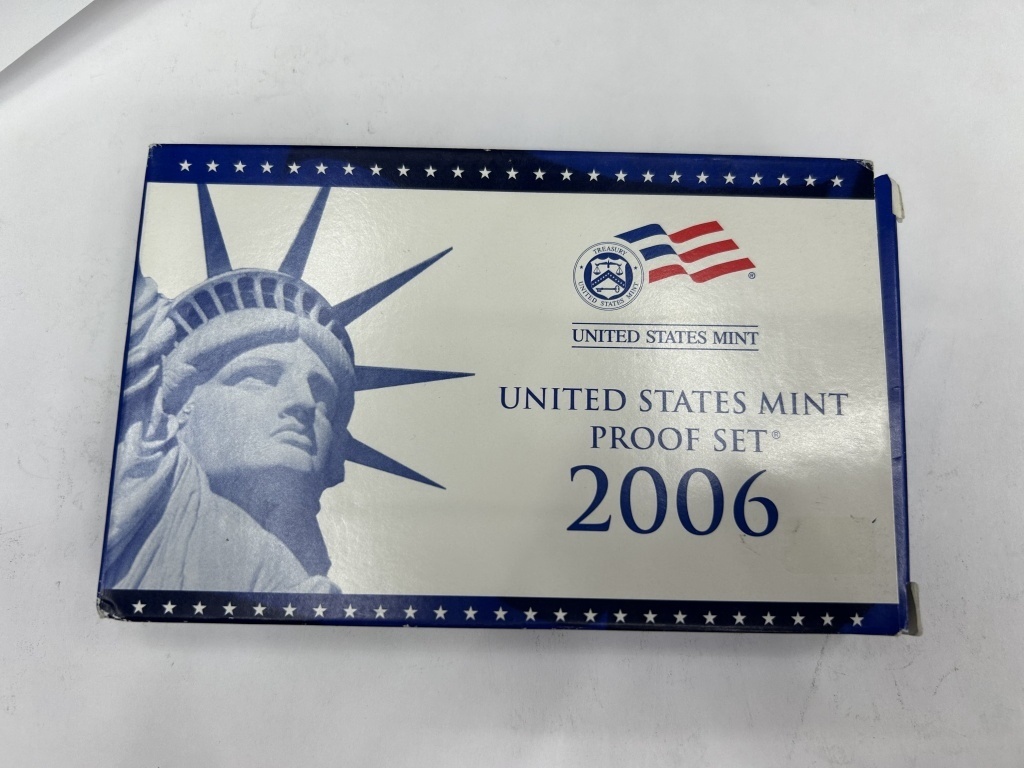 TREASURY
UNITED STATES MINT
®
UNITED STATES MINT
UNITED STATES MINT
PROOF SET®
2006